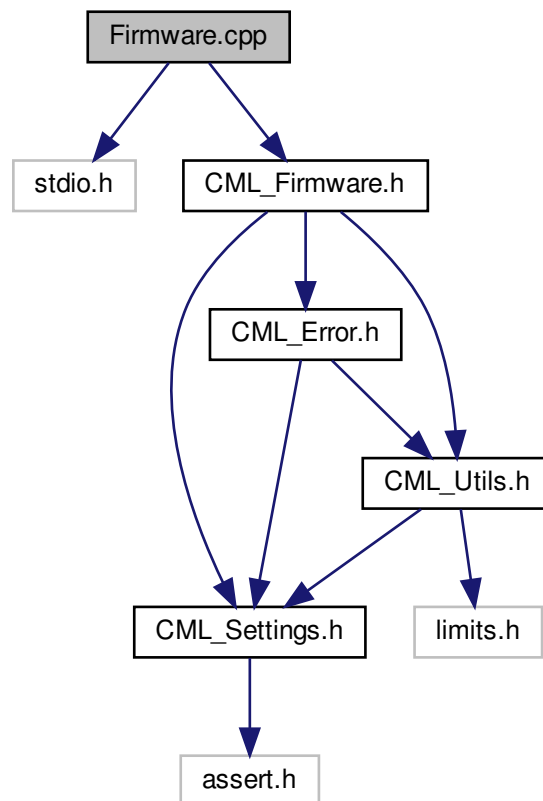 Firmware.cpp
stdio.h
CML_Firmware.h
CML_Error.h
CML_Utils.h
CML_Settings.h
limits.h
assert.h